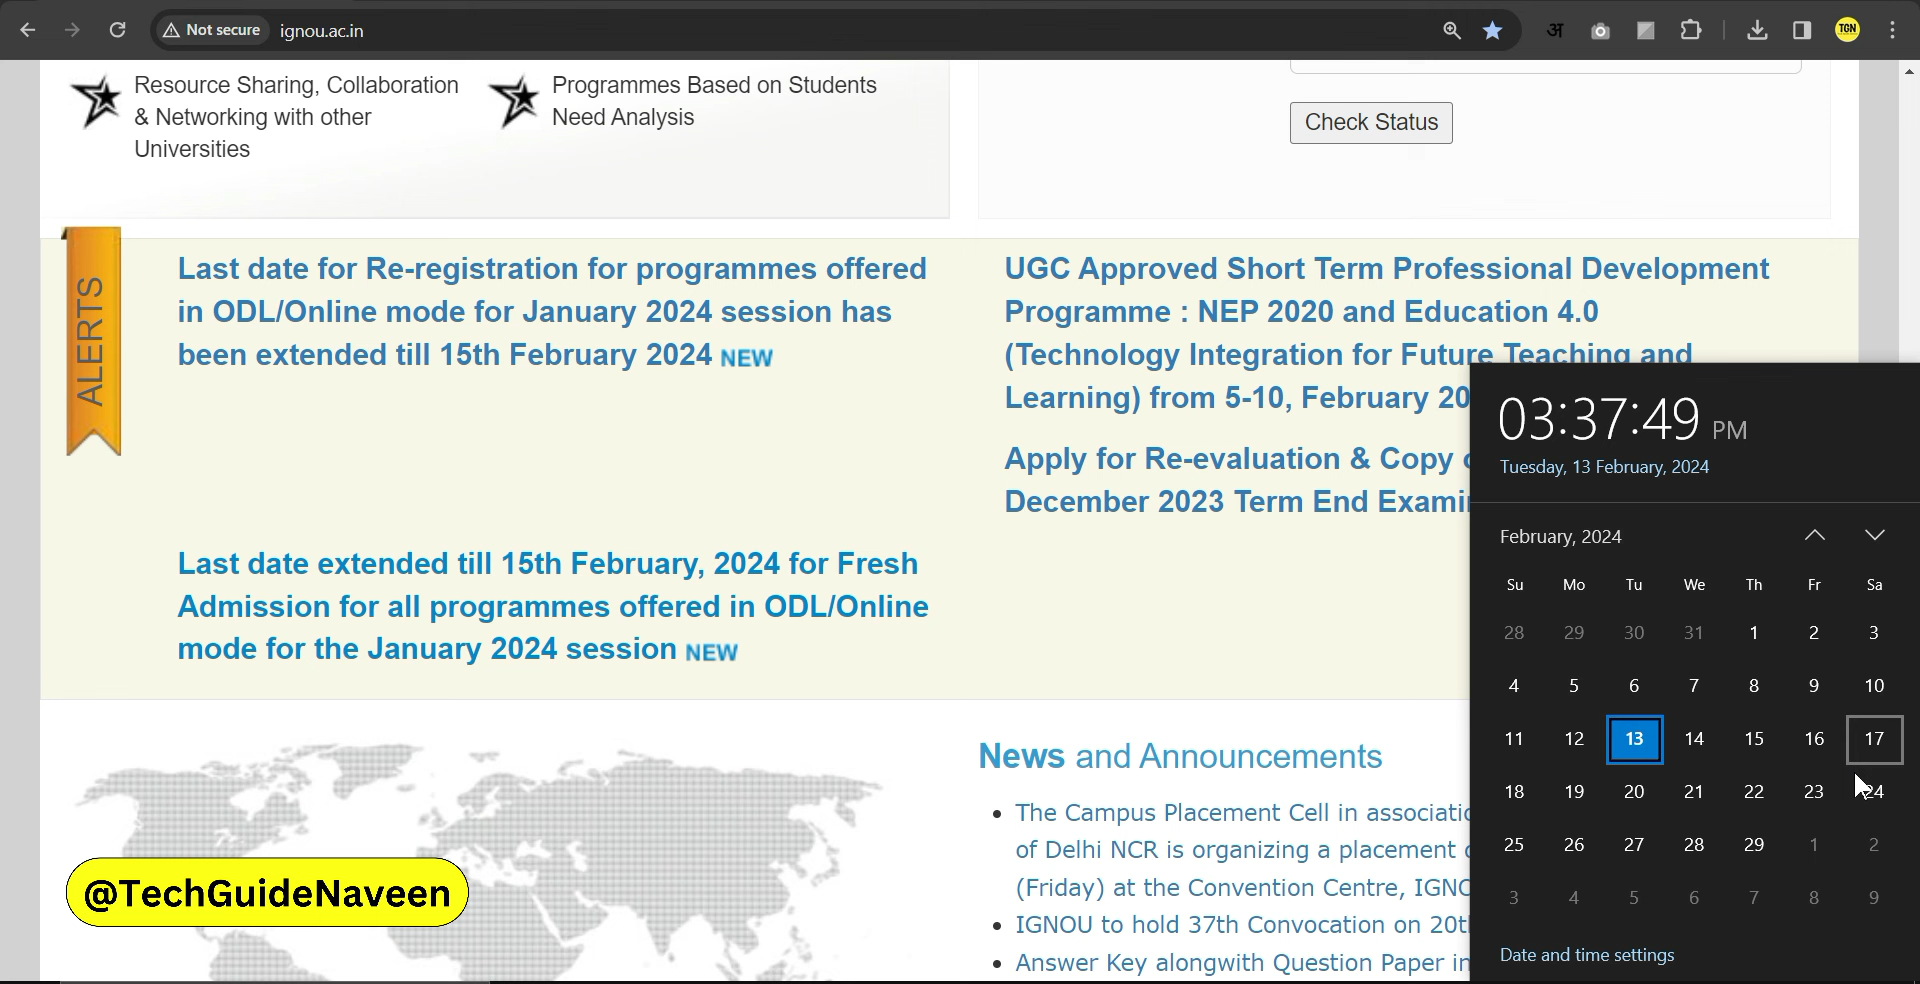 Not secure
ignou.ac.in
अ
TGN
Resource Sharing, Collaboration
& Networking with other
Universities
Programmes Based on Students
Need Analysis
Check Status
ALERTS
Last date for Re-registration for programmes offered
in ODL/Online mode for January 2024 session has
been extended till 15th February 2024 NEW
Last date extended till 15th February, 2024 for Fresh
Admission for all programmes offered in ODL/Online
mode for the January 2024 session NEW
UGC Approved Short Term Professional Development
Programme : NEP 2020 and Education 4.0
(Technology Integration for Future Teaching and
Learning) from 5-10, February 20
Apply for Re-evaluation & Copy
December 2023 Term End
News and Announcements
The Campus Placement Cell in
of Delhi NCR is organizing a placement
(Friday) at the Convention Centre,
IGNOU to hold 37th Convocation on
Answer Key alongwith Question Paper in
@TechGuideNaveen
03:37:49 PM
Tuesday, 13 February, 2024
February, 2024
Su Mo Tu We Th Fr Sa
28 29 30 31 1 2 3
4 5 6 7 8 9 10
11 12 13 14 15 16 17
18 19 20 21 22 23 24
25 26 27 28 29 1 2
3 4 5 6 7 8 9
Date and time settings